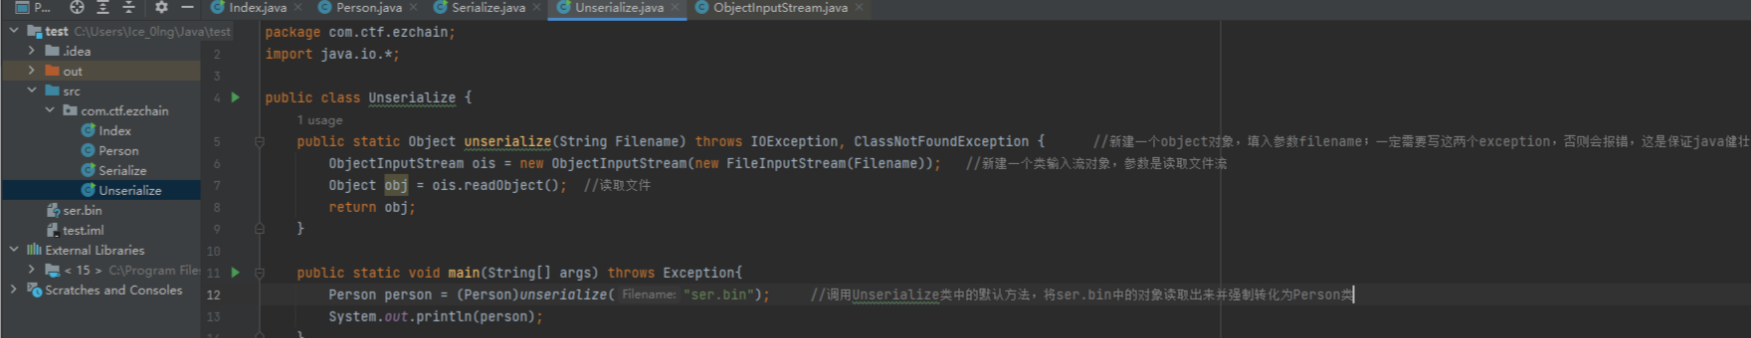 P...
Index.java
Person.java
Serialize.java
Unserialize.java
ObjectInputStream.java
test C:\Users\Ice_0lng\Java\test
.idea
out
src
com.ctf.ezchain
Index
Person
Serialize
Unserialize
ser.bin
test.iml
External Libraries
< 15 > C:\Program File
Scratches and Consoles
package com.ctf.ezchain;
2 import java.io.*;
3
4 public class Unserialize {
1 usage
5 public static Object unserialize(String Filename) throws IOException, ClassNotFoundException { //新建一个object对象，填入参数filename；一定需要写这两个exception，否则会报错，这是保证java健壮
6 ObjectInputStream ois = new ObjectInputStream(new FileInputStream(Filename)); //新建一个类输入流对象，参数是读取文件流
7 Object obj = ois.readObject(); //读取文件
8 return obj;
9 }
10
11 public static void main(String[] args) throws Exception{
12 Person person = (Person)unserialize( Filename: "ser.bin"); //调用Unserialize类中的默认方法，将ser.bin中的对象读取出来并强制转化为Person类
13 System.out.println(person);
}